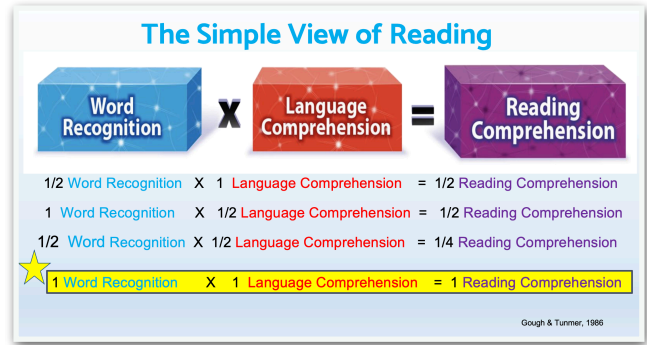 The Simple View of Reading
Word Recognition X Language Comprehension = Reading Comprehension
1/2 Word Recognition X 1 Language Comprehension = 1/2 Reading Comprehension
1 Word Recognition X 1/2 Language Comprehension = 1/2 Reading Comprehension
1/2 Word Recognition X 1/2 Language Comprehension = 1/4 Reading Comprehension
1 Word Recognition X 1 Language Comprehension = 1 Reading Comprehension
Gough & Tunmer, 1986